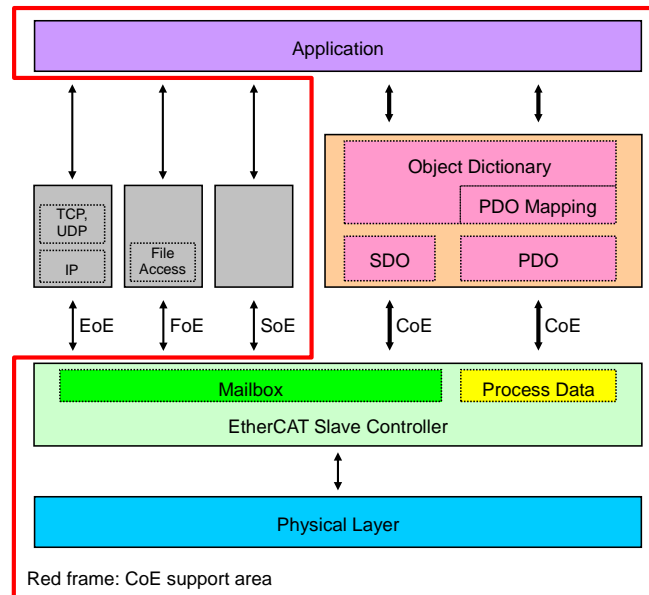 Application
Object Dictionary
PDO Mapping
TCP,
UDP
IP
File
Access
SDO
PDO
EoE
FoE
SoE
CoE
CoE
Mailbox
Process Data
EtherCAT Slave Controller
Physical Layer
Red frame: CoE support area